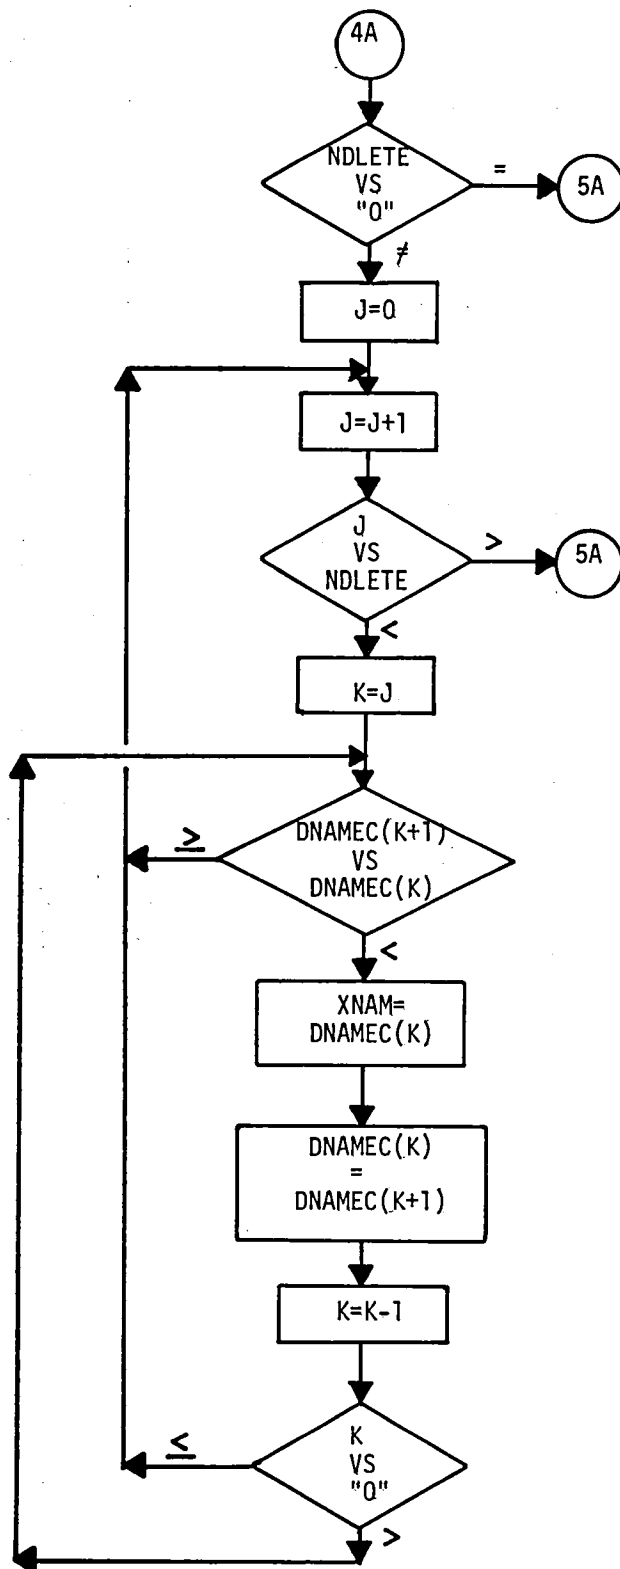 4A
NDLETE
VS
"0"
=
5A
≠
J=0
J=J+1
J
VS
NDLETE
>
5A
<
K=J
DNAMEC(K+1)
VS
DNAMEC(K)
≥
<
XNAM=
DNAMEC(K)
DNAMEC(K)
=
DNAMEC(K+1)
K=K-1
K
VS
"0"
≤
>